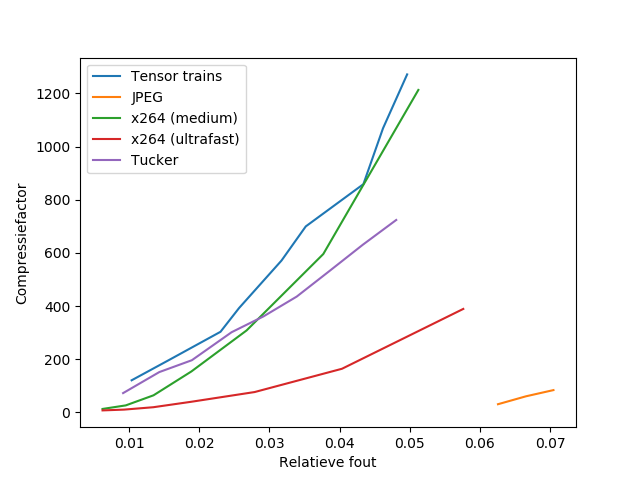 Tensor trains
JPEG
x264 (medium)
x264 (ultrafast)
Tucker
Compressiefactor
1200
1000
800
600
400
200
0
0.01 0.02 0.03 0.04 0.05 0.06 0.07
Relatieve fout